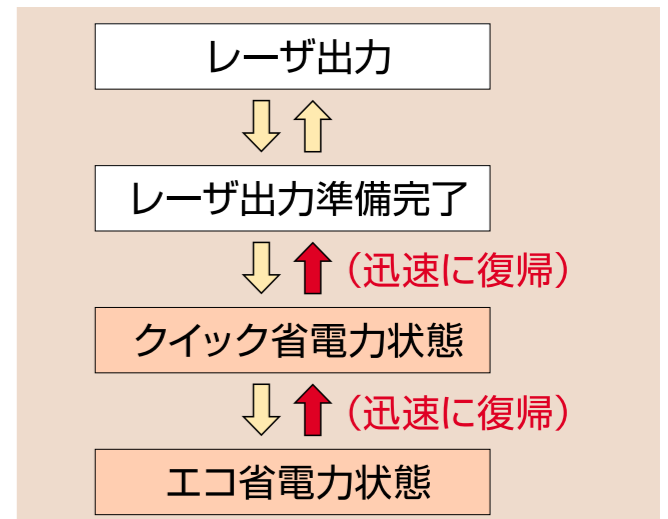 レーザ出力
レーザ出力準備完了
(迅速に復帰)
クイック省電力状態
(迅速に復帰)
エコ省電力状態